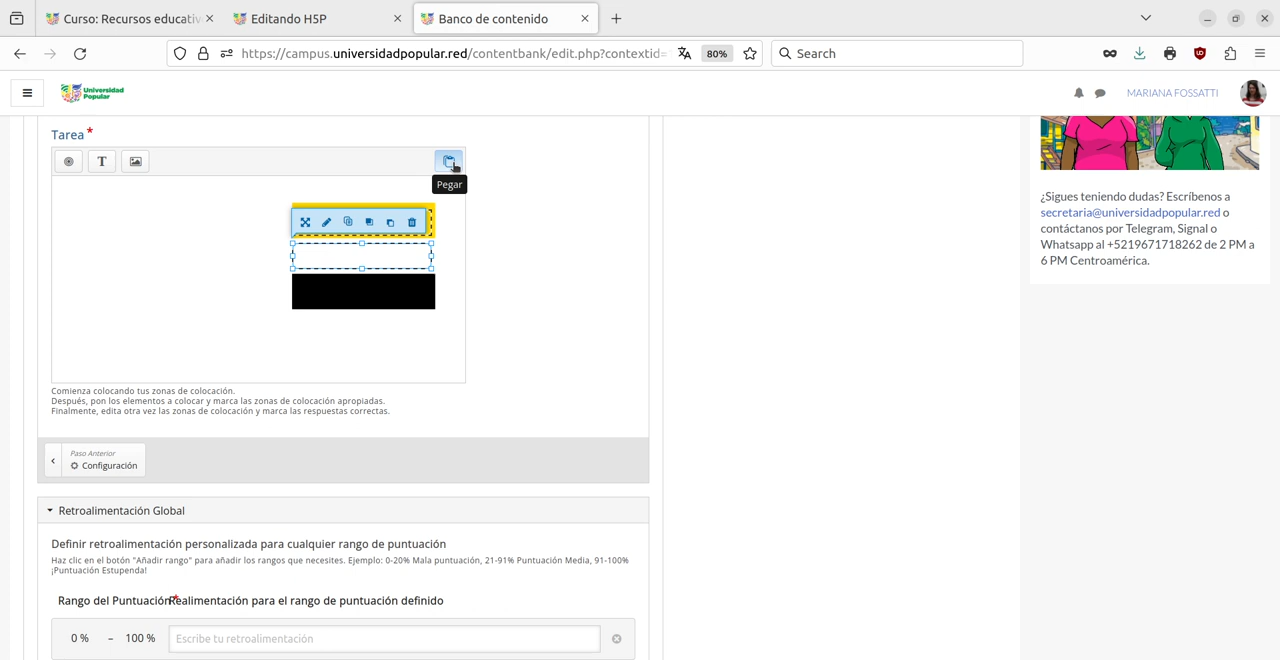 Curso: Recursos educativ
Editando H5P
Banco de contenido
https://campus.universidadpopular.red/contentbank/edit.php?contextid=
80%
Search
Universidad
Popular
MARIANA FOSSATTI
Tarea *
T
Pegar
Comienza colocando tus zonas de colocación.
Después, pon los elementos a colocar y marca las zonas de colocación apropiadas.
Finalmente, edita otra vez las zonas de colocación y marca las respuestas correctas.
Paso Anterior
Configuración
Retroalimentación Global
Definir retroalimentación personalizada para cualquier rango de puntuación
Haz clic en el botón "Añadir rango" para añadir los rangos que necesites. Ejemplo: 0-20% Mala puntuación, 21-91% Puntuación Media, 91-100%
¡Puntuación Estupenda!
Rango del Puntuación * Realimentación para el rango de puntuación definido
0 % – 100 % Escribe tu retroalimentación
¿Sigues teniendo dudas? Escríbenos a
secretaria@universidadpopular.red o
contáctanos por Telegram, Signal o
Whatsapp al +5219671718262 de 2 PM a
6 PM Centroamérica.